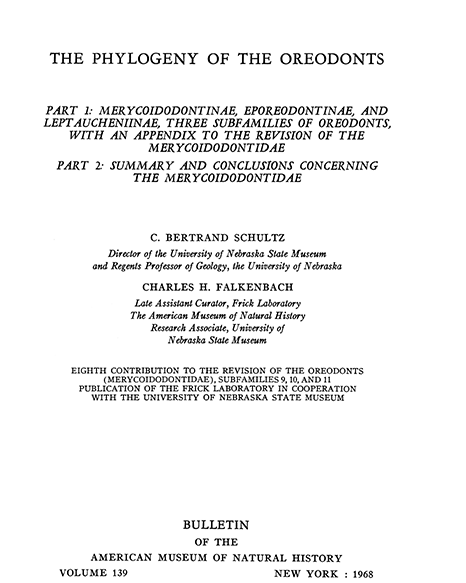 THE PHYLOGENY OF THE OREODONTS
PART 1: MERYCOIDODONTINAE, EPOREODONTINAE, AND
LEPTAUCHENIINAE, THREE SUBFAMILIES OF OREODONTS,
WITH AN APPENDIX TO THE REVISION OF THE
MERYCOIDODONTIDAE
PART 2: SUMMARY AND CONCLUSIONS CONCERNING
THE MERYCOIDODONTIDAE
C. BERTRAND SCHULTZ
Director of the University of Nebraska State Museum
and Regents Professor of Geology, the University of Nebraska
CHARLES H. FALKENBACH
Late Assistant Curator, Frick Laboratory
The American Museum of Natural History
Research Associate, University of
Nebraska State Museum
EIGHTH CONTRIBUTION TO THE REVISION OF THE OREODONTS
(MERYCOIDODONTIDAE), SUBFAMILIES 9, 10, AND 11
PUBLICATION OF THE FRICK LABORATORY IN COOPERATION
WITH THE UNIVERSITY OF NEBRASKA STATE MUSEUM
BULLETIN
OF THE
AMERICAN MUSEUM OF NATURAL HISTORY
VOLUME 139 NEW YORK : 1968